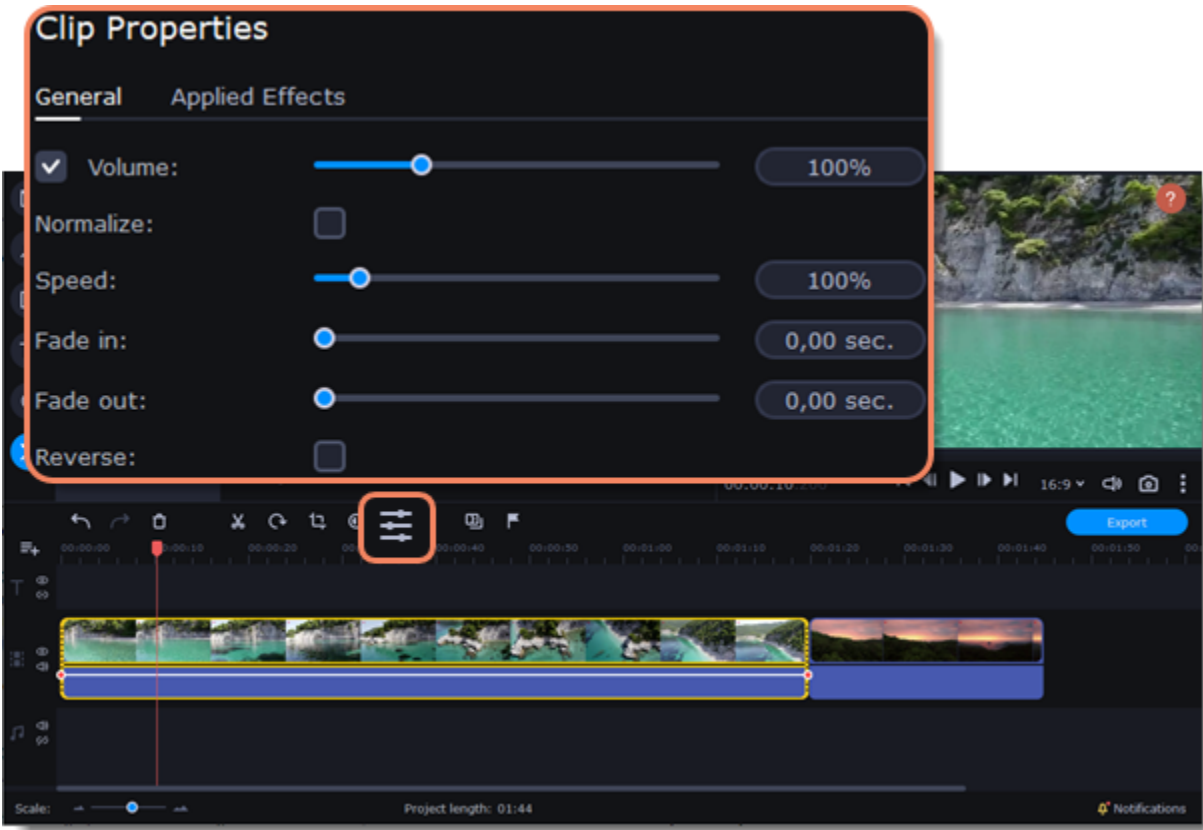 Clip Properties
General Applied Effects
Volume: 100%
Normalize:
Speed: 100%
Fade in: 0,00 sec.
Fade out: 0,00 sec.
Reverse:
?
16:9
Export
00:00:00 00:00:10 00:00:20 00:00:40 00:00:50 00:01:00 00:01:10 00:01:20 00:01:30 00:01:40 00:01:50
T
Scale: Project length: 01:44 Notifications